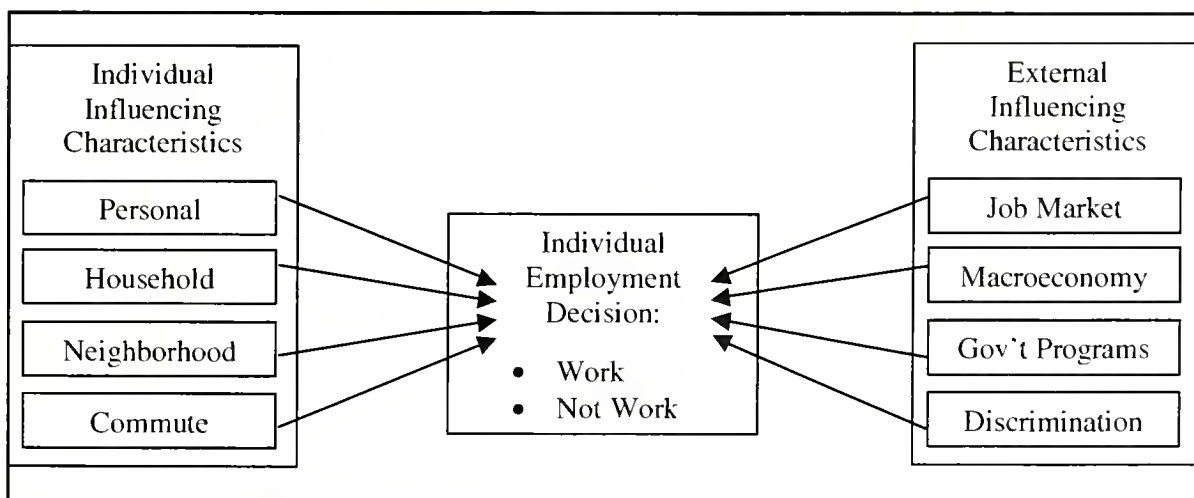 Individual
Influencing
Characteristics
Personal
Household
Neighborhood
Commute
Individual
Employment
Decision:
• Work
• Not Work
External
Influencing
Characteristics
Job Market
Macroeconomy
Gov't Programs
Discrimination